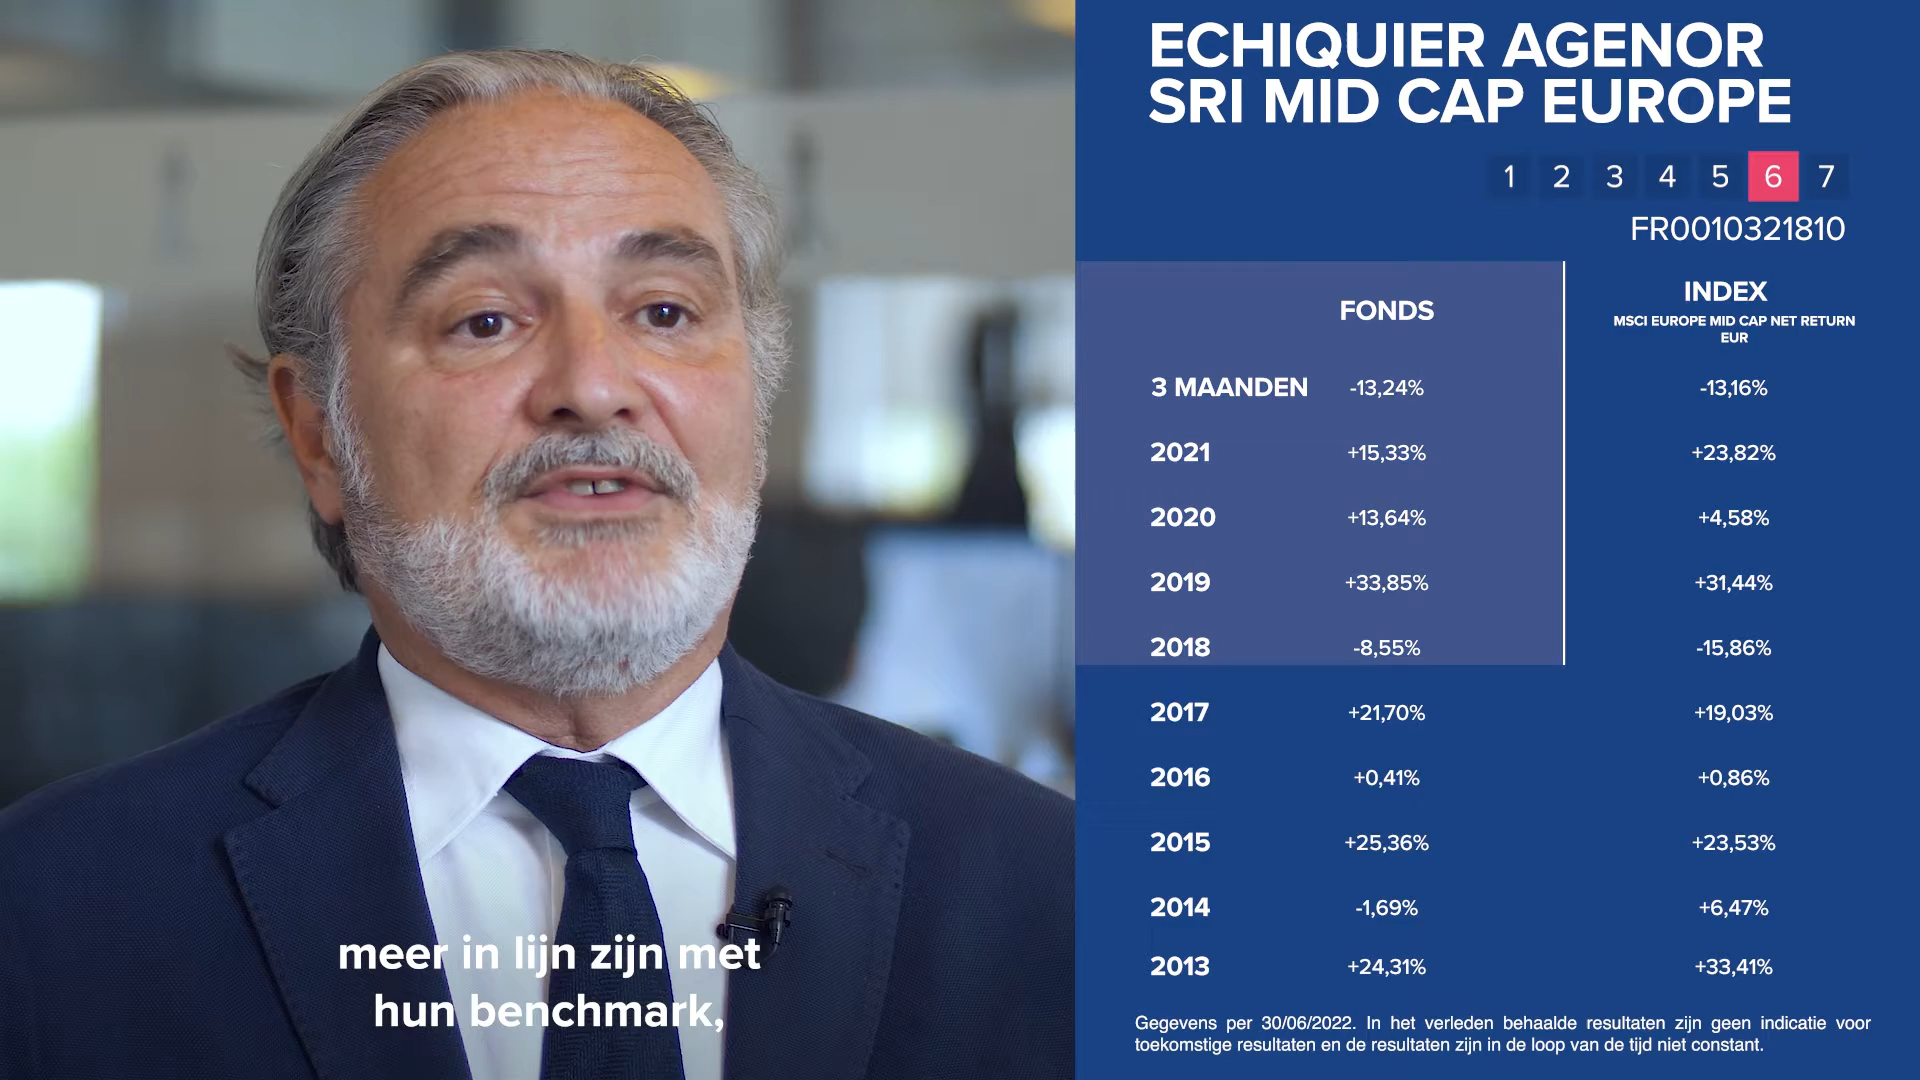 meer in lijn zijn met
hun benchmark,
ECHIQUIER AGENOR
SRI MID CAP EUROPE
1 2 3 4 5 6 7
FR0010321810
FONDS
INDEX
MSCI EUROPE MID CAP NET RETURN
EUR
3 MAANDEN -13,24% -13,16%
2021 +15,33% +23,82%
2020 +13,64% +4,58%
2019 +33,85% +31,44%
2018 -8,55% -15,86%
2017 +21,70% +19,03%
2016 +0,41% +0,86%
2015 +25,36% +23,53%
2014 -1,69% +6,47%
2013 +24,31% +33,41%
Gegevens per 30/06/2022. In het verleden behaalde resultaten zijn geen indicatie voor
toekomstige resultaten en de resultaten zijn in de loop van de tijd niet constant.